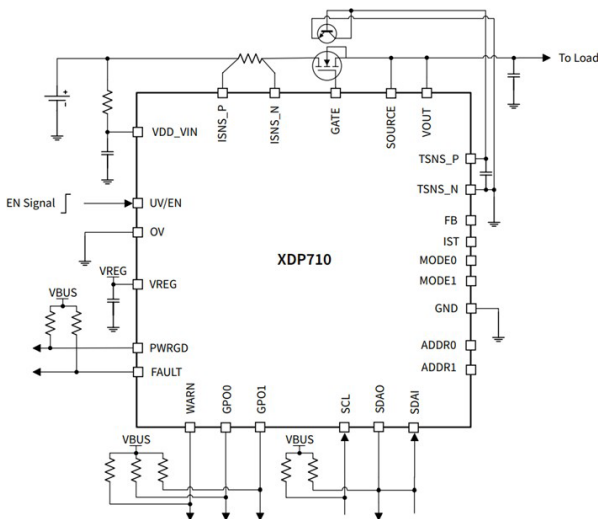 To Load
+
-
ISNS_P
ISNS_N
GATE
SOURCE
VOUT
VDD_VIN
TSNS_P
EN Signal
UV/EN
TSNS_N
OV
FB
IST
XDP710
MODE0
VREG
VREG
MODE1
VBUS
GND
PWRGD
ADDR0
FAULT
ADDR1
WARN
GPO0
GPO1
SCL
SDAO
SDAI
VBUS
VBUS